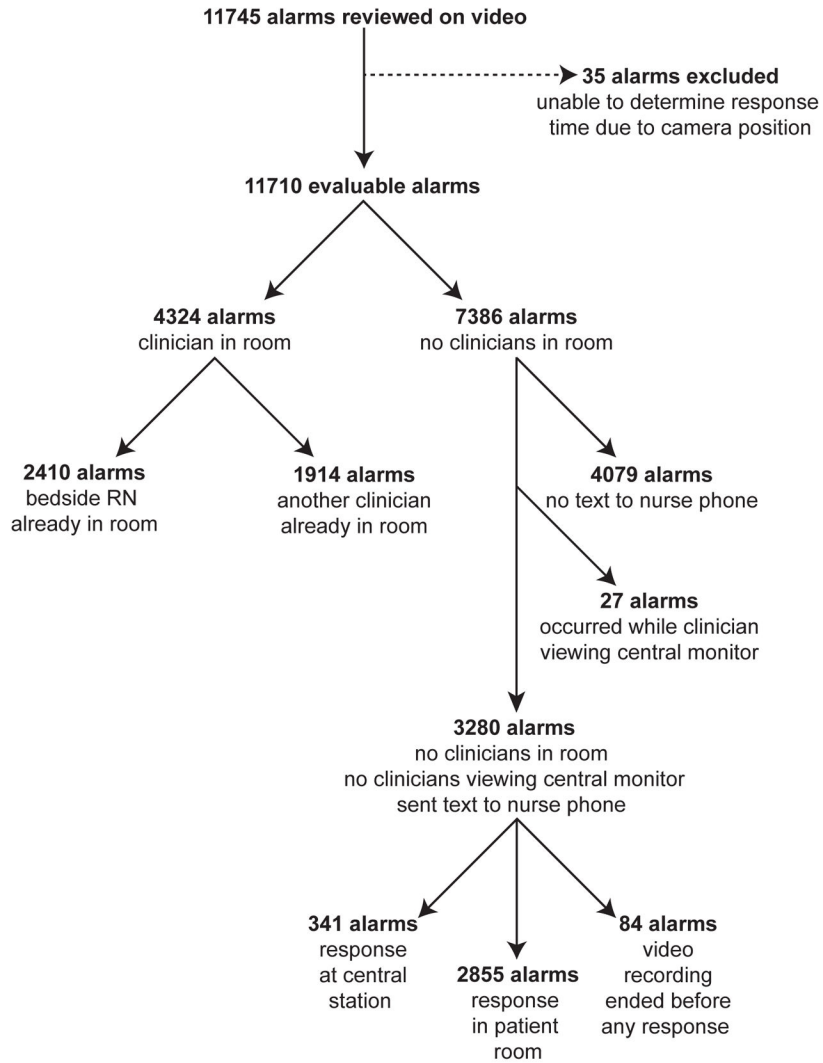 11745 alarms reviewed on video
35 alarms excluded
unable to determine response
time due to camera position
11710 evaluable alarms
4324 alarms
clinician in room
7386 alarms
no clinicians in room
2410 alarms
bedside RN
already in room
1914 alarms
another clinician
already in room
4079 alarms
no text to nurse phone
27 alarms
occurred while clinician
viewing central monitor
3280 alarms
no clinicians in room
no clinicians viewing central monitor
sent text to nurse phone
341 alarms
response
at central
station
2855 alarms
response
in patient
room
84 alarms
video
recording
ended before
any response